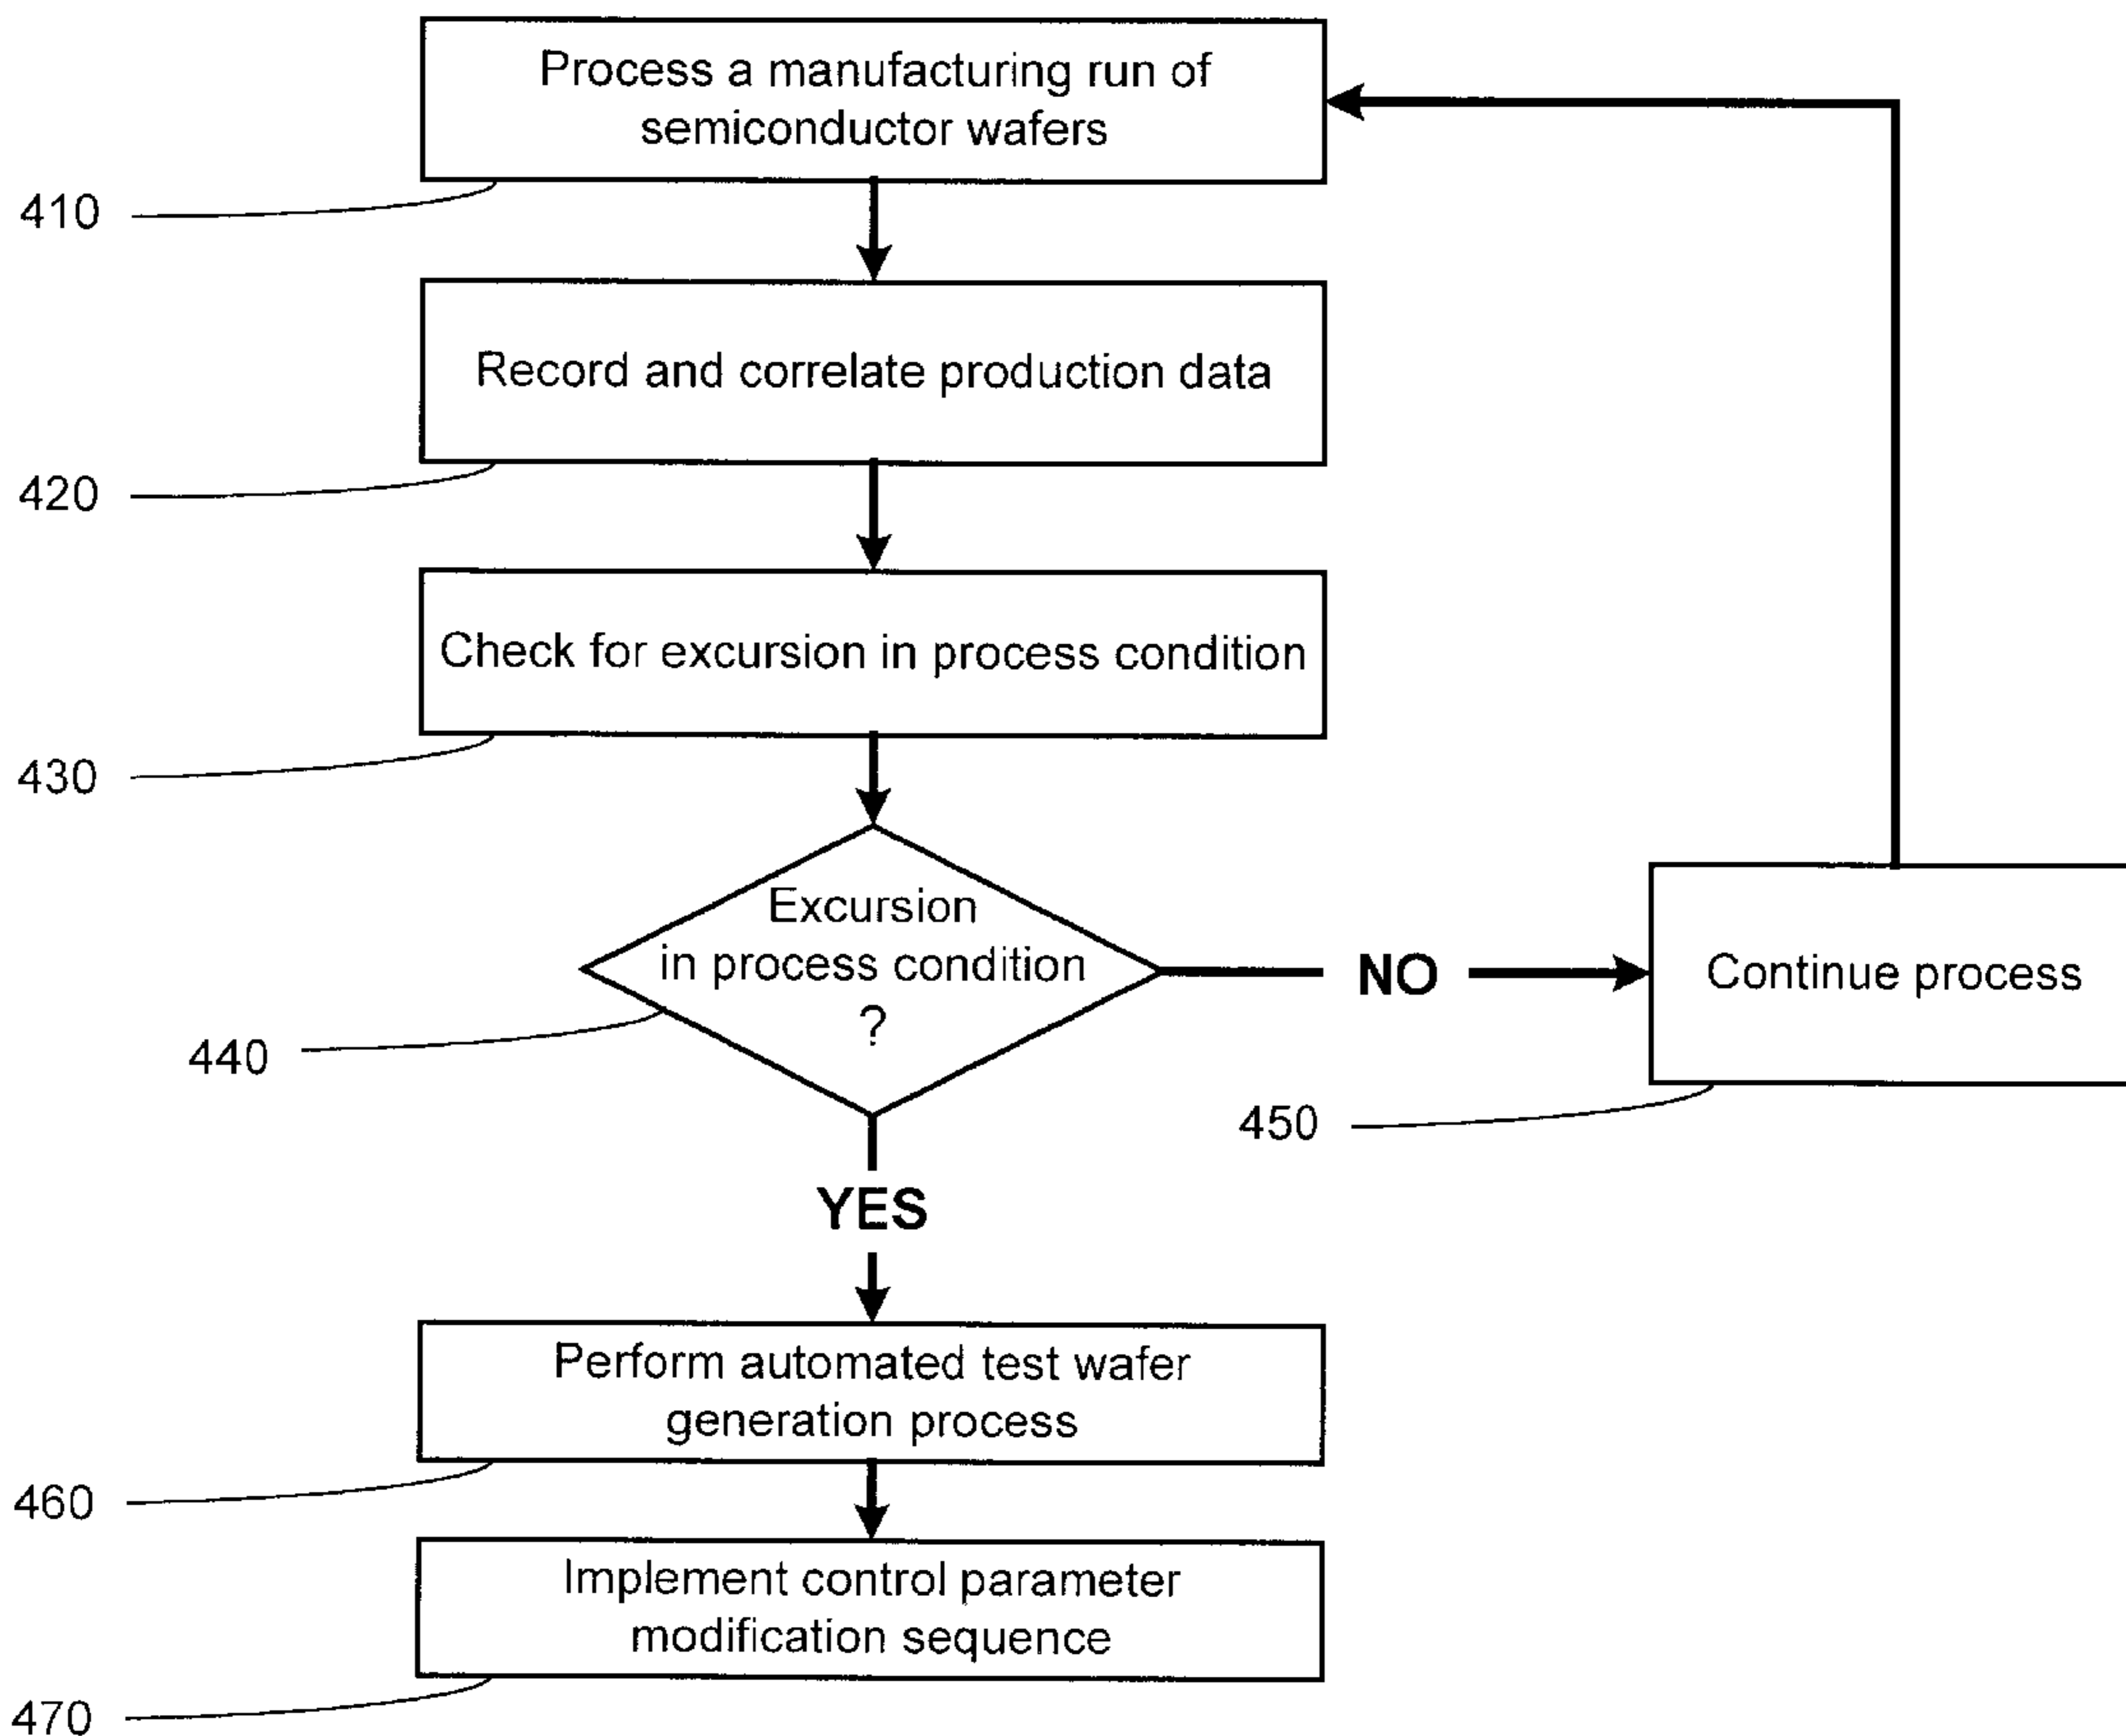 Process a manufacturing run of
semiconductor wafers
410
Record and correlate production data
420
Check for excursion in process condition
430
Excursion
in process condition
?
440
NO
Continue process
450
YES
Perform automated test wafer
generation process
460
Implement control parameter
modification sequence
470